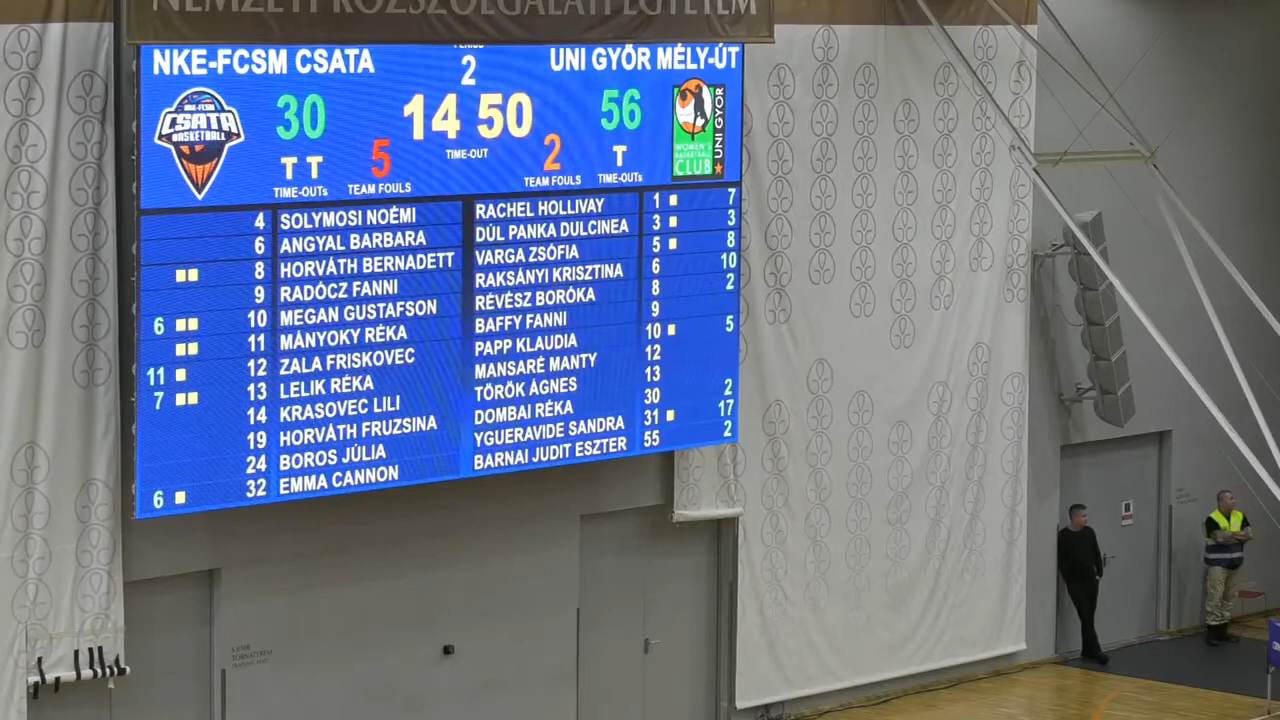 NEMZETI KÖZSZOLGÁLATI EGYETEM
NKE-FCSM CSATA
PERIOD
2
UNI GYŐR MÉLY-ÚT
NKE-FCSM
CSATA
BASKETBALL
30
14 50
56
WOMEN'S
BASKETBALL
CLUB
UNI GYŐR
T T
5
TIME-OUT
2
T
TIME-OUTs
TEAM FOULS
TEAM FOULS
TIME-OUTs
4 SOLYMOSI NOÉMI
6 ANGYAL BARBARA
8 HORVÁTH BERNADETT
9 RADÓCZ FANNI
6 10 MEGAN GUSTAFSON
11 MÁNYOKY RÉKA
11 12 ZALA FRISKOVEC
7 13 LELIK RÉKA
14 KRASOVEC LILI
19 HORVÁTH FRUZSINA
24 BOROS JÚLIA
6 32 EMMA CANNON
RACHEL HOLLIVAY 1 7
DÚL PANKA DULCINEA 3 3
VARGA ZSÓFIA 5 8
RAKSÁNYI KRISZTINA 6 10
RÉVÉSZ BORÓKA 8 2
BAFFY FANNI 9
PAPP KLAUDIA 10 5
MANSARÉ MANTY 12
TÖRÖK ÁGNES 13
DOMBAI RÉKA 30 2
YGUERAVIDE SANDRA 31 17
BARNAI JUDIT ESZTER 55 2
TORNATEREM